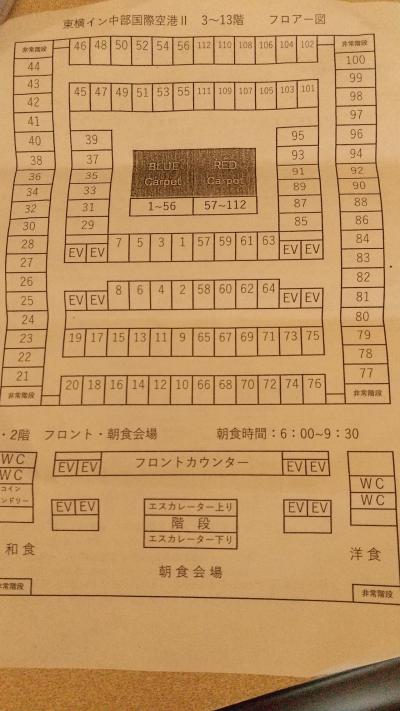 東横イン中部国際空港Ⅱ 3～13階 フロアー図
非常階段 46 48 50 52 54 56 112 110 108 106 104 102 非常階段
44 100
43 99
45 47 49 51 53 55 111 109 107 105 103 101
42 98
41 97
40 39 95 96
38 37 BLUE RED 93 94
36 35 Carpet Carpet 91 92
34 33 89 90
32 31 1~56 57~112 87 88
30 29 85 86
28 EV EV 7 5 3 1 57 59 61 63 EV EV 84
27 83
26 82
25 EV EV 8 6 4 2 58 60 62 64 EV EV 81
24 80
23 19 17 15 13 11 9 65 67 69 71 73 75 79
22 78
21 77
非常階段 20 18 16 14 12 10 66 68 70 72 74 76 非常階段
・2階 フロント・朝食会場 朝食時間：6：00~9：30
WC EV EV フロントカウンター EV EV
WC WC
コイン
ンドリー WC
EV EV エスカレーター上り EV EV
階 段
エスカレーター下り
和食 洋食
朝食会場
非常階段 非常階段